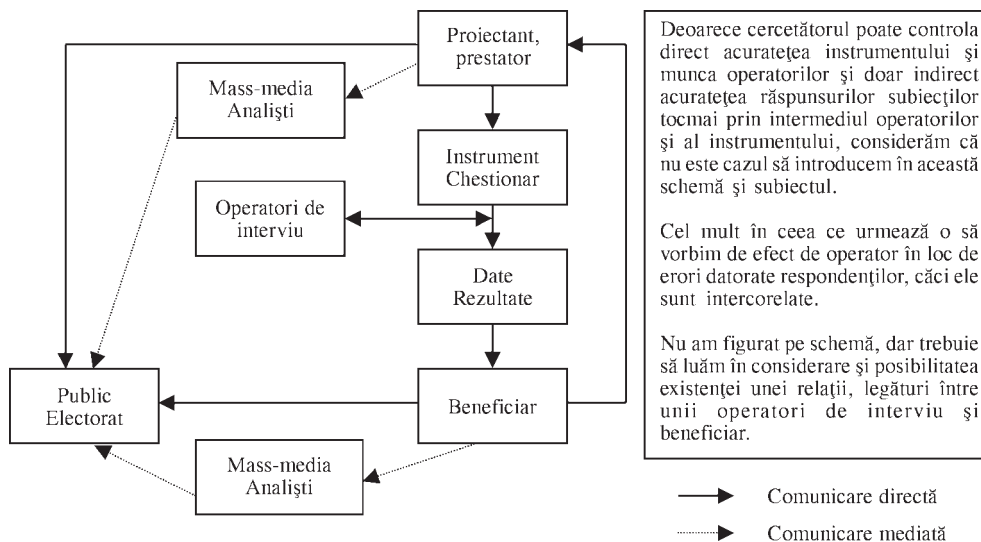 Proiectant,
prestator
Mass-media
Analişti
Instrument
Chestionar
Operatori de
interviu
Date
Rezultate
Public
Electorat
Beneficiar
Mass-media
Analişti
Deoarece cercetătorul poate controla
direct acurateţea instrumentului şi
munca operatorilor şi doar indirect
acurateţea răspunsurilor subiecţilor
tocmai prin intermediul operatorilor
şi al instrumentului, considerăm că
nu este cazul să introducem în această
schemă şi subiectul.
Cel mult în ceea ce urmează o să
vorbim de efect de operator în loc de
erori datorate respondenţilor, căci ele
sunt intercorelate.
Nu am figurat pe schemă, dar trebuie
să luăm în considerare şi posibilitatea
existenţei unei relaţii, legături între
unii operatori de interviu şi
beneficiar.
Comunicare directă
Comunicare mediată